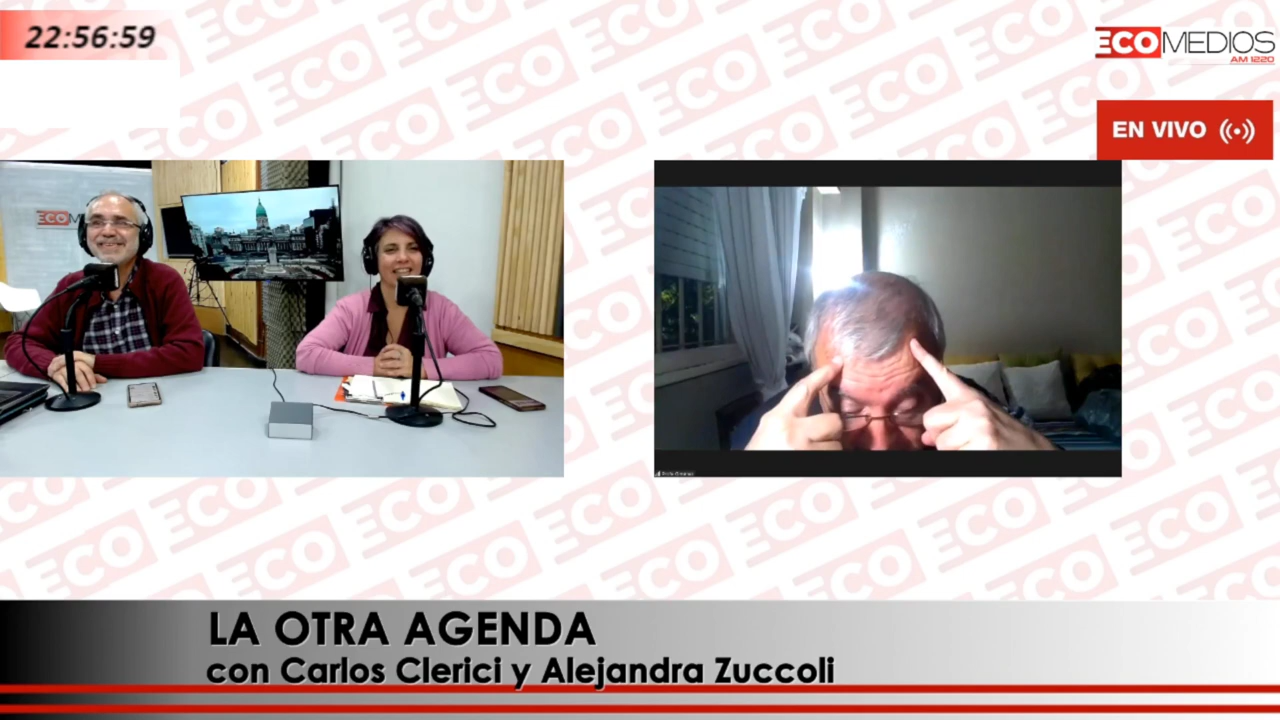 22:56:59
ECOMEDIOS
AM 1220
EN VIVO
LA OTRA AGENDA
con Carlos Clerici y Alejandra Zuccoli